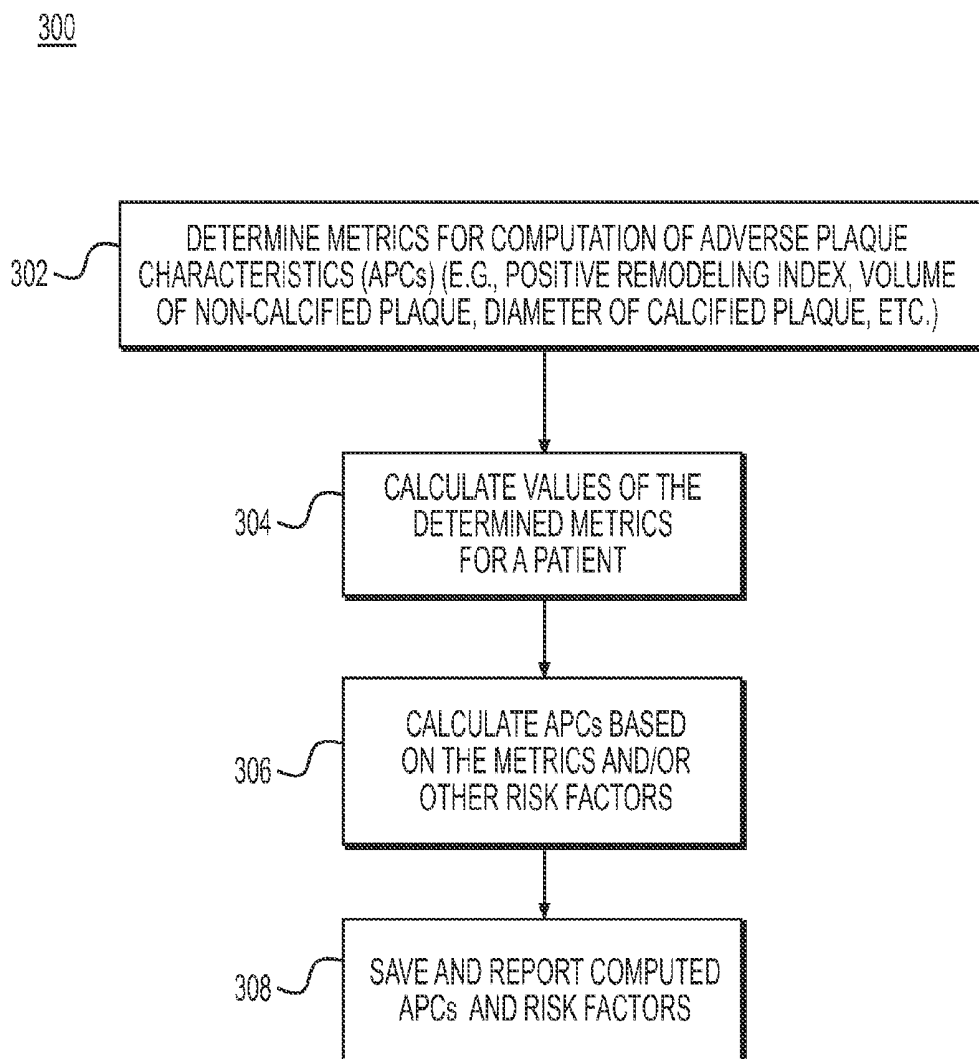 300
302
DETERMINE METRICS FOR COMPUTATION OF ADVERSE PLAQUE
CHARACTERISTICS (APCs) (E.G., POSITIVE REMODELING INDEX, VOLUME
OF NON-CALCIFIED PLAQUE, DIAMETER OF CALCIFIED PLAQUE, ETC.)
304
CALCULATE VALUES OF THE
DETERMINED METRICS
FOR A PATIENT
306
CALCULATE APCs BASED
ON THE METRICS AND/OR
OTHER RISK FACTORS
308
SAVE AND REPORT COMPUTED
APCs AND RISK FACTORS